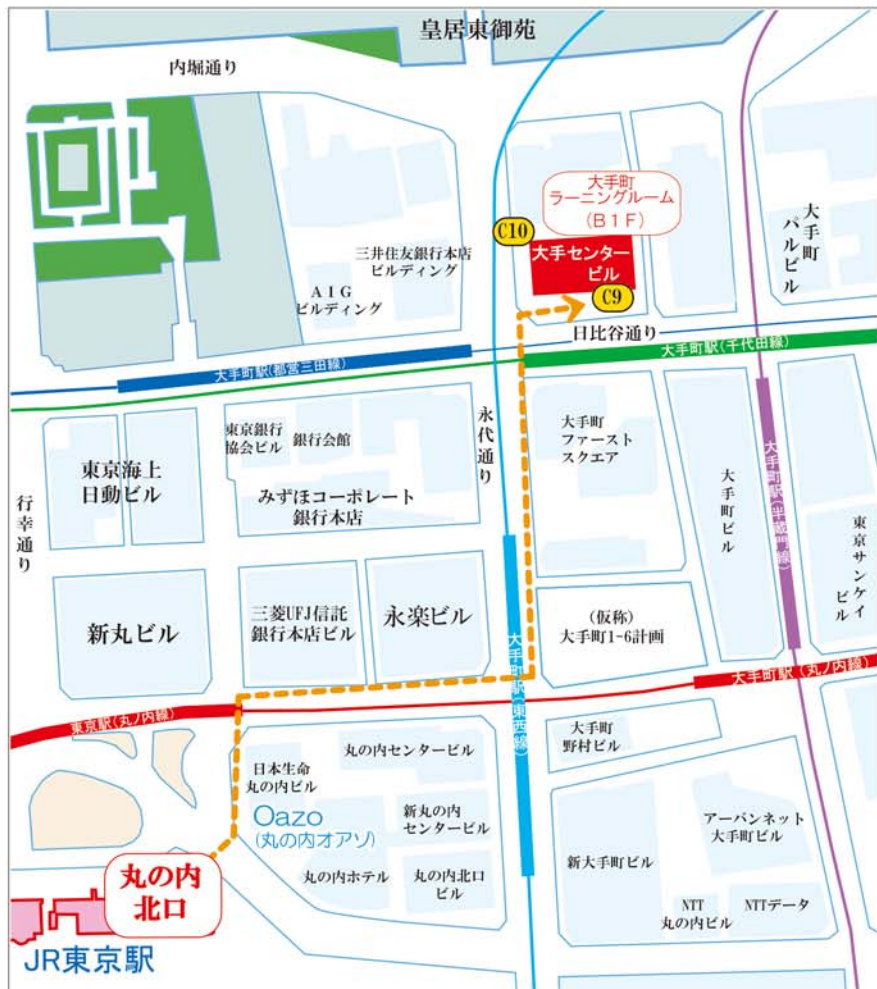 皇居東御苑
内堀通り
大手町
ラーニングルーム
(B1F)
C10
大手センター
ビル
C9
大手町
パルビル
三井住友銀行本店
ビルディング
AIG
ビルディング
日比谷通り
大手町駅(都営三田線)
大手町駅(千代田線)
東京銀行
協会ビル
銀行会館
永代通り
大手町
ファースト
スクエア
東京海上
日動ビル
みずほコーポレート
銀行本店
行幸通り
大手町ビル
大手町駅(半蔵門線)
東京サンケイ
ビル
新丸ビル
三菱UFJ信託
銀行本店ビル
永楽ビル
(仮称)
大手町1-6計画
大手町駅(東西線)
大手町駅(丸ノ内線)
東京駅(丸ノ内線)
大手町
野村ビル
丸の内センタービル
日本生命
丸の内ビル
Oazo
(丸の内オアゾ)
新丸の内
センタービル
アーバンネット
大手町ビル
丸の内
北口
丸の内ホテル
丸の内北口
ビル
新大手町ビル
NTT
丸の内ビル
NTTデータ
JR東京駅